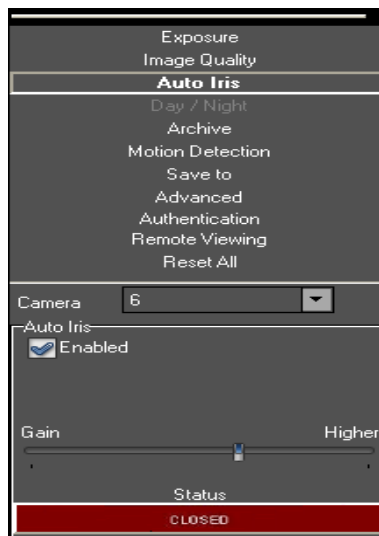 Exposure
Image Quality
Auto Iris
Day / Night
Archive
Motion Detection
Save to
Advanced
Authentication
Remote Viewing
Reset All
Camera 6
Auto Iris
Enabled
Gain Higher
Status
CLOSED